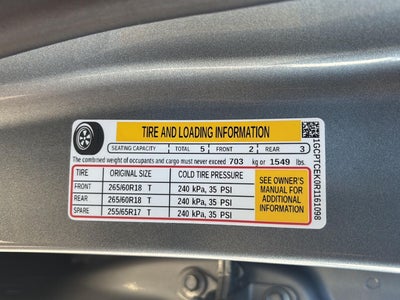 TIRE AND LOADING INFORMATION
SEATING CAPACITY TOTAL 5 FRONT 2 REAR 3
The combined weight of occupants and cargo must never exceed 703 kg or 1549 lbs.
TIRE ORIGINAL SIZE COLD TIRE PRESSURE
FRONT 265/60R18 T 240 kPa, 35 PSI
REAR 265/60R18 T 240 kPa, 35 PSI
SPARE 255/65R17 T 240 kPa, 35 PSI
SEE OWNER'S
MANUAL FOR
ADDITIONAL
INFORMATION
1GCPTCEK0R1161098